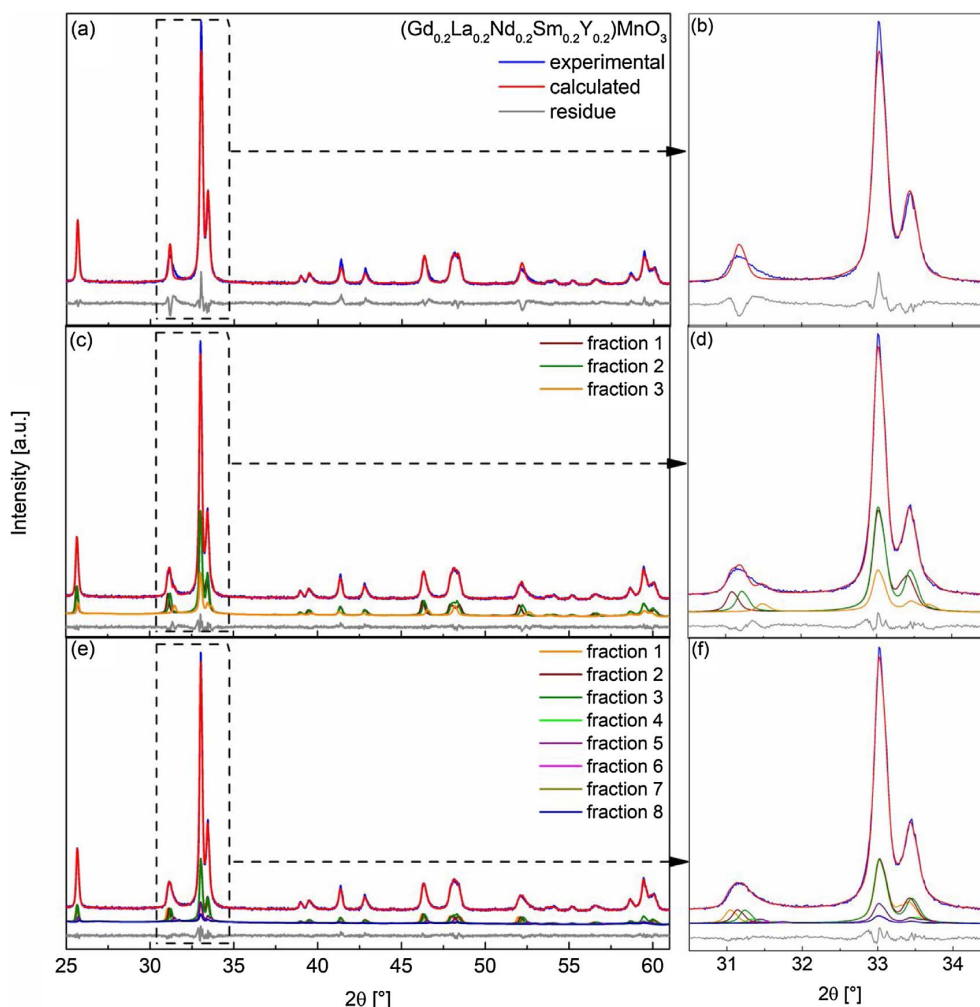 (a)
(Gd0.2La0.2Nd0.2Sm0.2Y0.2)MnO3
experimental
calculated
residue
(b)
(c)
fraction 1
fraction 2
fraction 3
(d)
Intensity [a.u.]
(e)
fraction 1
fraction 2
fraction 3
fraction 4
fraction 5
fraction 6
fraction 7
fraction 8
(f)
25 30 35 40 45 50 55 60
31 32 33 34
2θ [°]
2θ [°]